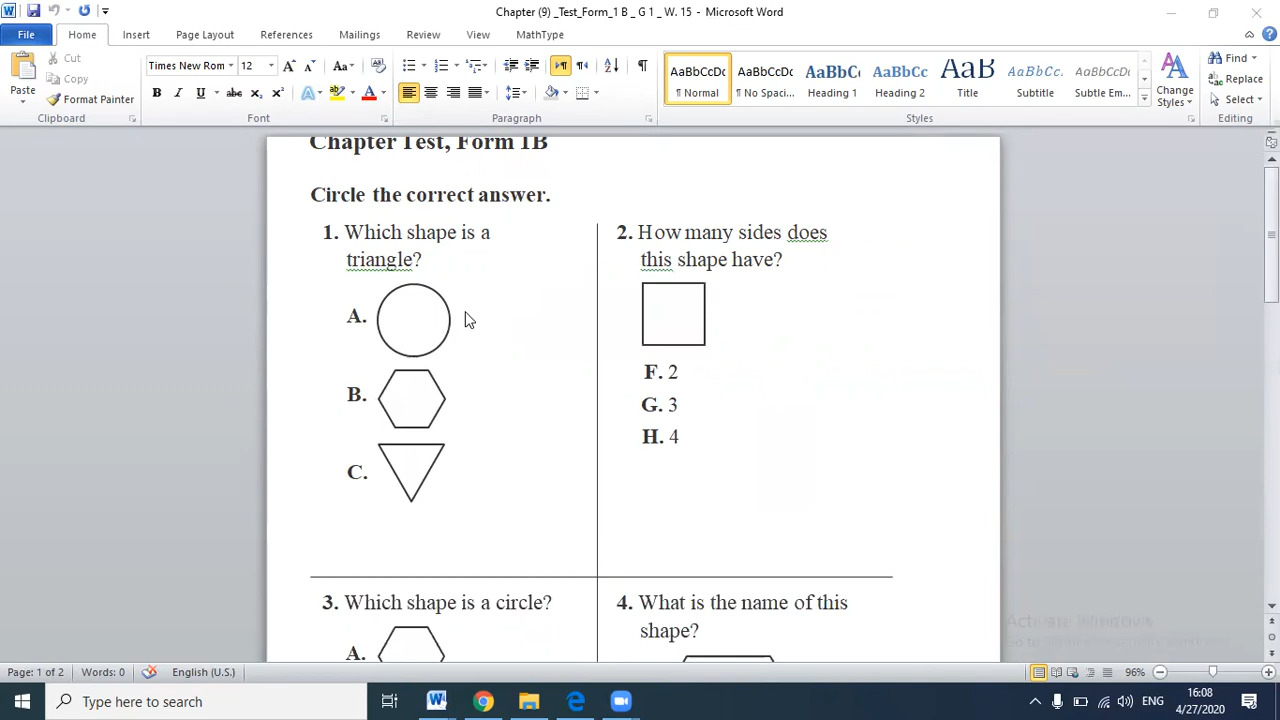 Chapter (9) _Test_Form_1 B _ G 1 _ W. 15 - Microsoft Word
File Home Insert Page Layout References Mailings Review View MathType
Paste
Cut
Copy
Format Painter
Clipboard
Times New Rom 12
B I U abc x₂ x²
Font
Paragraph
AaBbCcDc AaBbCcDc AaBbCc AaBbCc AaB AaBbCc. AaBbCcDc
¶ Normal ¶ No Spaci... Heading 1 Heading 2 Title Subtitle Subtle Em...
Change
Styles
Styles
Find
Replace
Select
Editing
Chapter Test, Form 1B
Circle the correct answer.
1. Which shape is a
triangle?
A.
B.
C.
2. How many sides does
this shape have?
F. 2
G. 3
H. 4
3. Which shape is a circle?
A.
4. What is the name of this
shape?
Activate Windows
Page: 1 of 2 Words: 0 English (U.S.) 96%
Type here to search
ENG
16:08
4/27/2020